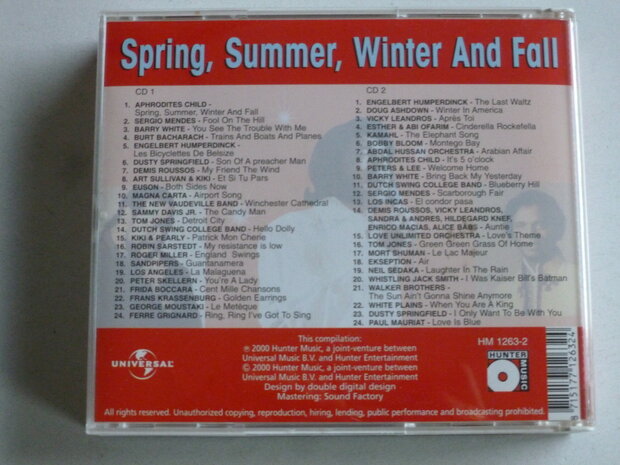 Spring, Summer, Winter And Fall
CD 1
1. APHRODITES CHILD -
Spring, Summer, Winter And Fall
2. SERGIO MENDES - Fool On The Hill
3. BARRY WHITE - You See The Trouble With Me
4. BURT BACHARACH - Trains And Boats And Planes
5. ENGELBERT HUMPERDINCK -
Les Bicyclettes De Belsize
6. DUSTY SPRINGFIELD - Son Of A preacher Man
7. DEMIS ROUSSOS - My Friend The Wind
8. ART SULLIVAN & KIKI - Et Si Tu Pars
9. EUSON - Both Sides Now
10. MAGNA CARTA - Airport Song
11. THE NEW VAUDEVILLE BAND - Winchester Cathedral
12. SAMMY DAVIS JR. - The Candy Man
13. TOM JONES - Detroit City
14. DUTCH SWING COLLEGE BAND - Hello Dolly
15. KIKI & PEARLY - Patrick Mon Cherie
16. ROBIN SARSTEDT - My resistance is low
17. ROGER MILLER - England Swings
18. SANDPIPERS - Guantanamera
19. LOS ANGELES - La Malaguena
20. PETER SKELLERN - You're A Lady
21. FRIDA BOCCARA - Cent Mille Chansons
22. FRANS KRASSENBURG - Golden Earrings
23. GEORGE MOUSTAKI - Le Metèque
24. FERRE GRIGNARD - Ring, Ring I've Got To Sing
CD 2
1. ENGELBERT HUMPERDINCK - The Last Waltz
2. DOUG ASHDOWN - Winter In America
3. VICKY LEANDROS - Après Toi
4. ESTHER & ABI OFARIM - Cinderella Rockefella
5. KAMAHL - The Elephant Song
6. BOBBY BLOOM - Montego Bay
7. ABDAL HUSSAN ORCHESTRA - Arabian Affair
8. APHRODITES CHILD - It's 5 o'clock
9. PETERS & LEE - Welcome Home
10. BARRY WHITE - Bring Back My Yesterday
11. DUTCH SWING COLLEGE BAND - Blueberry Hill
12. SERGIO MENDES - Scarborough Fair
13. LOS INCAS - El condor pasa
14. DEMIS ROUSSOS, VICKY LEANDROS,
SANDRA & ANDRES, HILDEGARD KNEF,
ENRICO MACIAS, ALICE BABS - Auntie
15. LOVE UNLIMITED ORCHESTRA - Love's Theme
16. TOM JONES - Green Green Grass Of Home
17. MORT SHUMAN - Le Lac Majeur
18. EKSEPTION - Air
19. NEIL SEDAKA - Laughter In The Rain
20. WHISTLING JACK SMITH - I Was Kaiser Bill's Batman
21. WALKER BROTHERS -
The Sun Ain't Gonna Shine Anymore
22. WHITE PLAINS - When You Are A King
23. DUSTY SPRINGFIELD - I Only Want To Be With You
24. PAUL MAURIAT - Love Is Blue
UNIVERSAL
This compilation:
℗ 2000 Hunter Music, a joint-venture between
Universal Music B.V. and Hunter Entertainment
© 2000 Hunter Music, a joint-venture between
Universal Music B.V. and Hunter Entertainment
Design by double digital design
Mastering: Sound Factory
HM 1263-2
HUNTER
MUSIC
8 715177 126324
All rights reserved. Unauthorized copying, reproduction, hiring, lending, public performance and broadcasting prohibited.